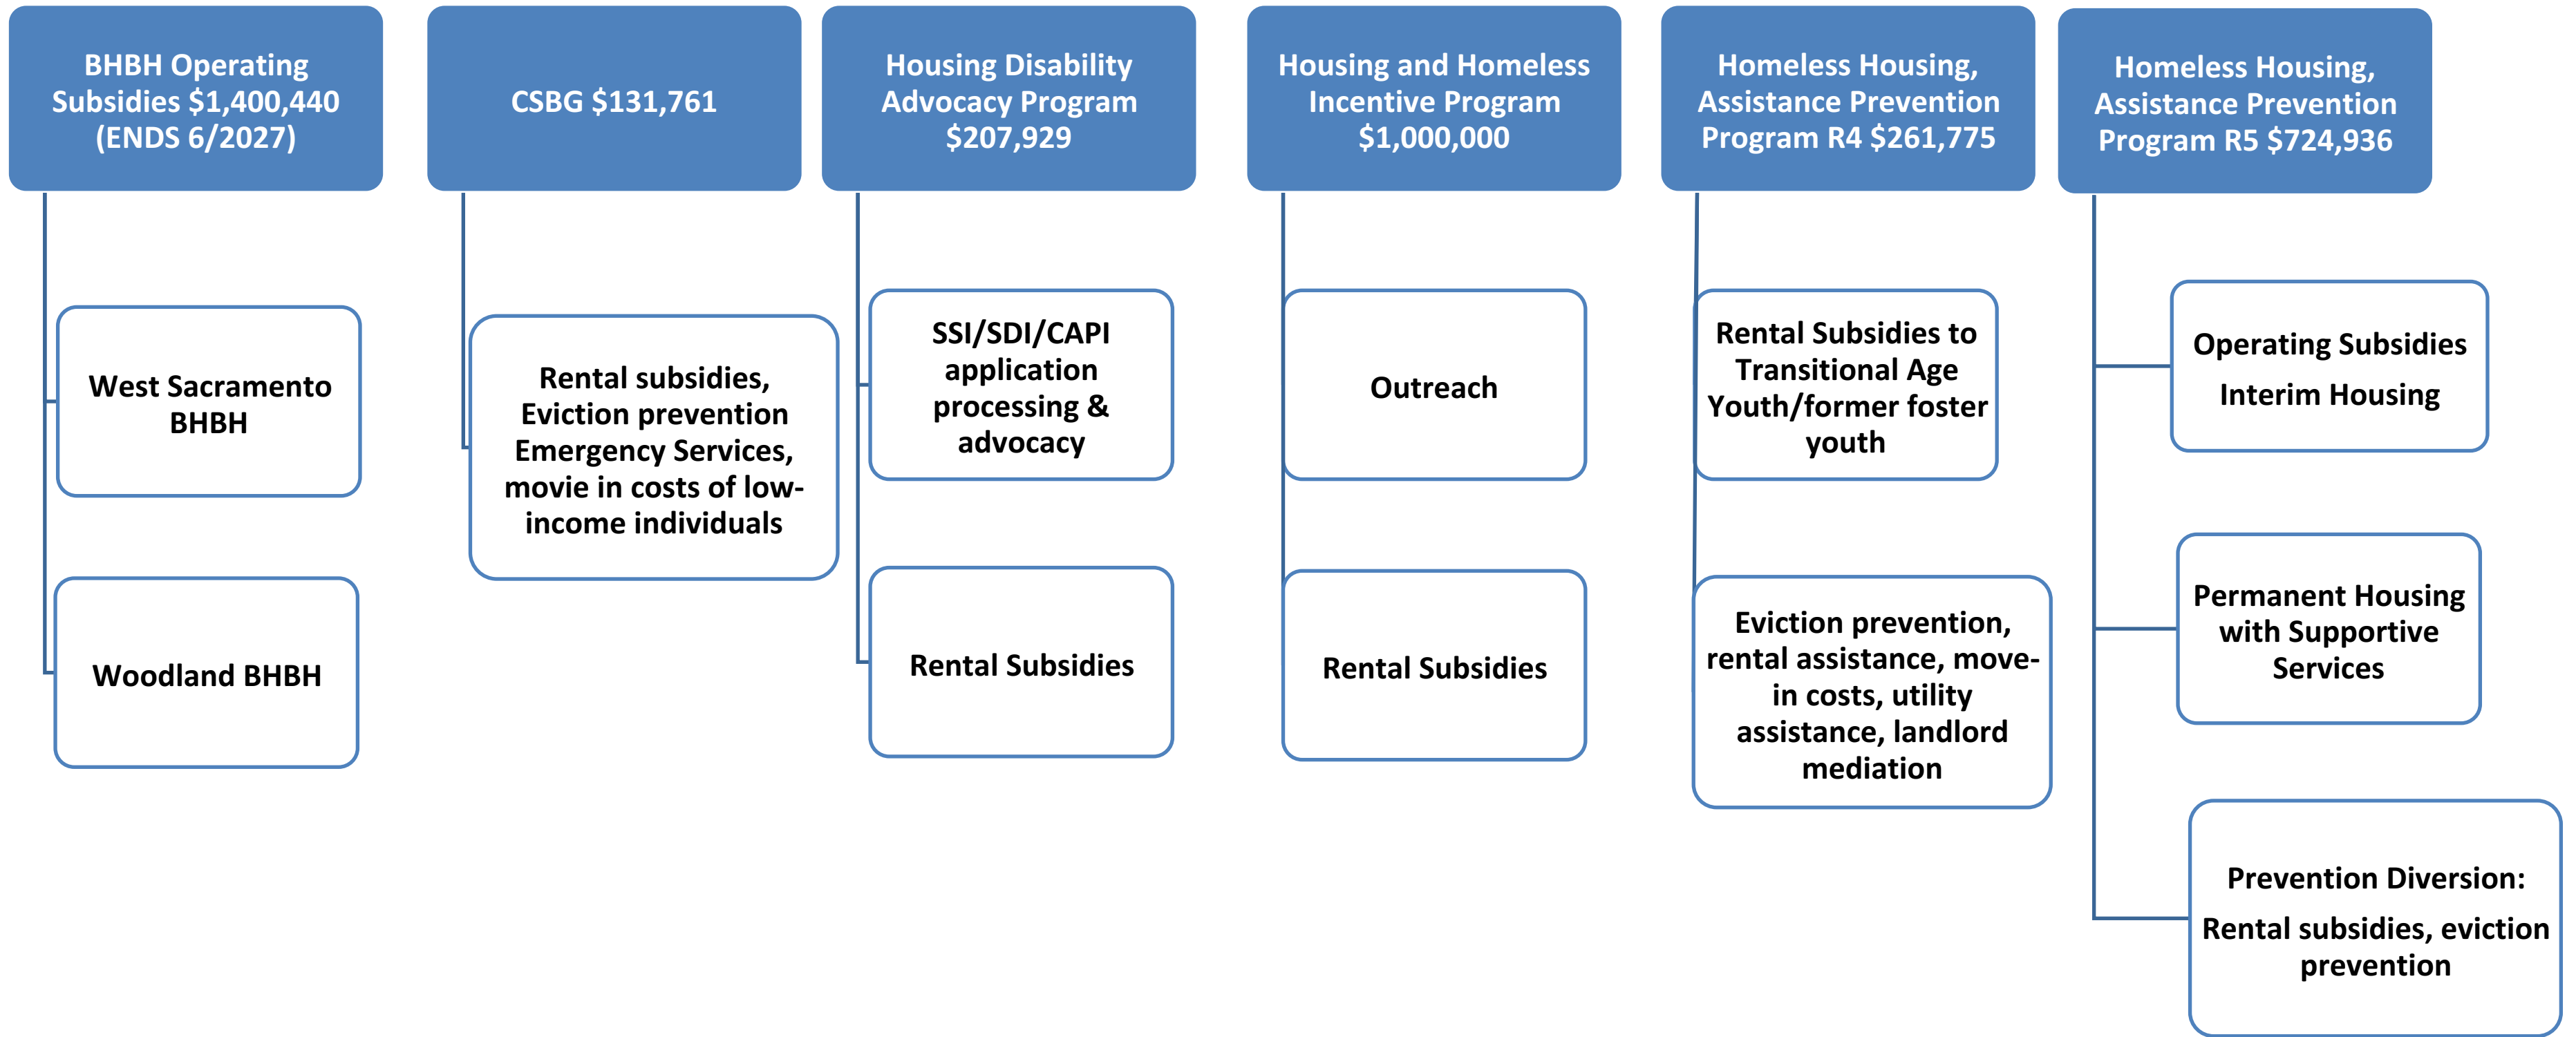 BHBH Operating
Subsidies $1,400,440
(ENDS 6/2027)
West Sacramento
BHBH
Woodland BHBH
CSBG $131,761
Rental subsidies,
Eviction prevention
Emergency Services,
movie in costs of low-
income individuals
Housing Disability
Advocacy Program
$207,929
SSI/SDI/CAPI
application
processing &
advocacy
Rental Subsidies
Housing and Homeless
Incentive Program
$1,000,000
Outreach
Rental Subsidies
Homeless Housing,
Assistance Prevention
Program R4 $261,775
Rental Subsidies to
Transitional Age
Youth/former foster
youth
Eviction prevention,
rental assistance, move-
in costs, utility
assistance, landlord
mediation
Homeless Housing,
Assistance Prevention
Program R5 $724,936
Operating Subsidies
Interim Housing
Permanent Housing
with Supportive
Services
Prevention Diversion:
Rental subsidies, eviction
prevention